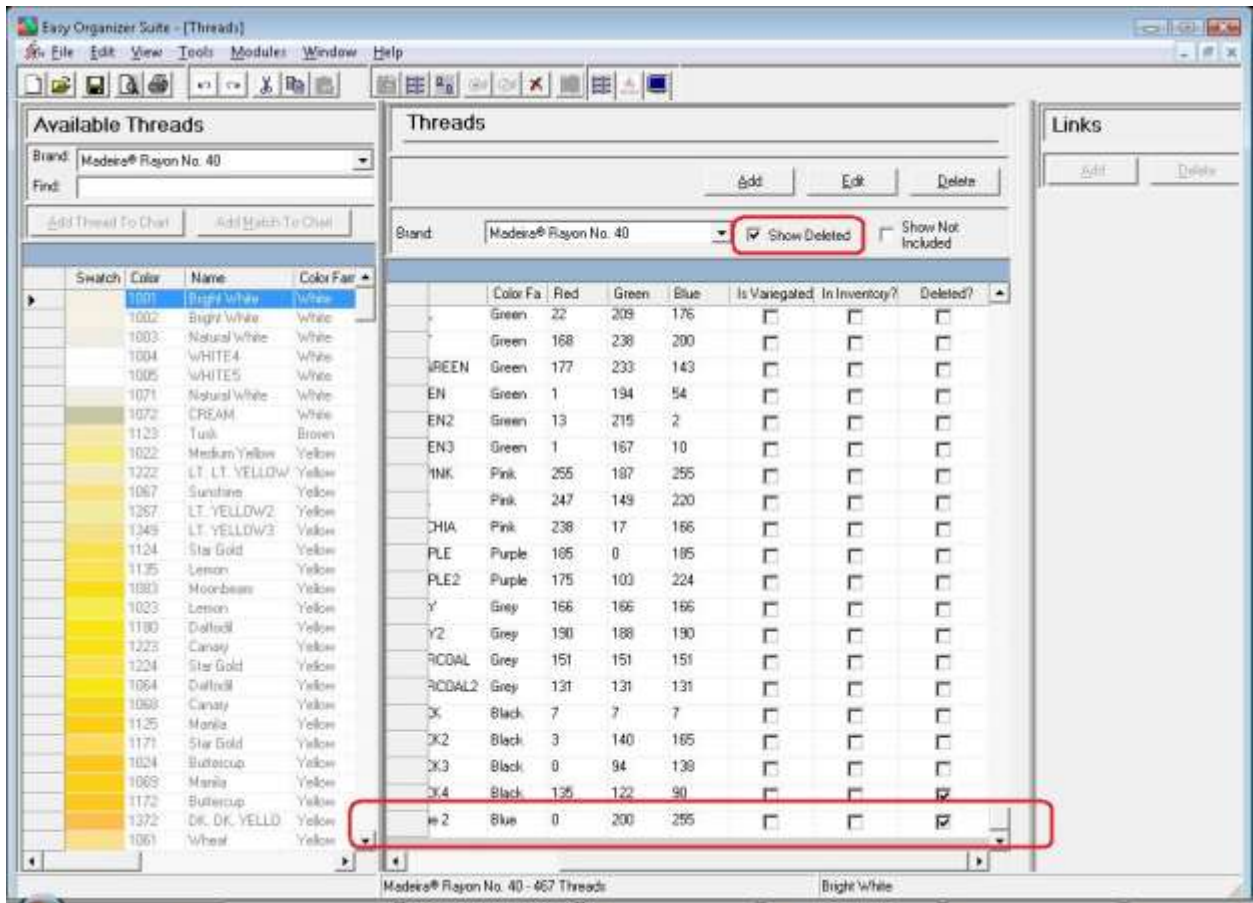 Easy Organizer Suite - [Threads]
File Edit View Tools Modules Window Help
Available Threads
Brand: Madeira® Rayon No. 40
Find:
Add Thread To Chart Add Match To Chart
Swatch Color Name Color Fam
1001 Bright White White
1002 Bright White White
1003 Natural White White
1004 WHITE4 White
1005 WHITE5 White
1071 Natural White White
1072 CREAM White
1123 Tusk Brown
1022 Medium Yellow Yellow
1222 LT. LT. YELLOW Yellow
1067 Sunshine Yellow
1267 LT. YELLOW2 Yellow
1349 LT. YELLOW3 Yellow
1124 Star Gold Yellow
1135 Lemon Yellow
1083 Moonbeam Yellow
1023 Lemon Yellow
1180 Daffodil Yellow
1223 Canary Yellow
1224 Star Gold Yellow
1064 Daffodil Yellow
1068 Canary Yellow
1125 Manila Yellow
1171 Star Gold Yellow
1024 Buttercup Yellow
1069 Manila Yellow
1172 Buttercup Yellow
1372 DK. DK. YELLO Yellow
1061 Wheat Yellow
Threads
Add Edit Delete
Brand: Madeira® Rayon No. 40 Show Deleted Show Not Included
Color Fa Red Green Blue Is Variegated In Inventory? Deleted?
Green 22 209 176
Green 168 238 200
GREEN Green 177 233 143
EN Green 1 194 54
EN2 Green 13 215 2
EN3 Green 1 167 10
PINK Pink 255 187 255
Pink 247 149 220
CHIA Pink 238 17 166
PLE Purple 185 0 185
PLE2 Purple 175 103 224
Y Grey 166 166 166
Y2 Grey 190 188 190
RCOAL Grey 151 151 151
RCOAL2 Grey 131 131 131
CK Black 7 7 7
CK2 Black 3 140 165
CK3 Black 0 94 138
CK4 Black 135 122 90
e 2 Blue 0 200 255
Links
Add Delete
Madeira® Rayon No. 40 - 467 Threads Bright White